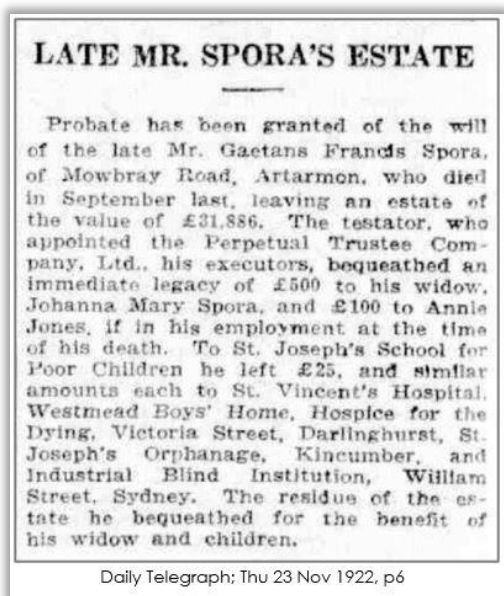 LATE MR. SPORA'S ESTATE
Probate has been granted of the will
of the late Mr. Gaetans Francis Spora,
of Mowbray Road, Artarmon, who died
in September last, leaving an estate of
the value of £31,886. The testator, who
appointed the Perpetual Trustee Com-
pany, Ltd., his executors, bequeathed an
immediate legacy of £500 to his widow,
Johanna Mary Spora, and £100 to Annie
Jones, if in his employment at the time
of his death. To St. Joseph's School for
Poor Children he left £25, and similar
amounts each to St. Vincent's Hospital,
Westmead Boys' Home, Hospice for the
Dying, Victoria Street, Darlinghurst, St.
Joseph's Orphanage, Kincumber, and
Industrial Blind Institution, William
Street, Sydney. The residue of the es-
tate he bequeathed for the benefit of
his widow and children.
Daily Telegraph; Thu 23 Nov 1922, p6